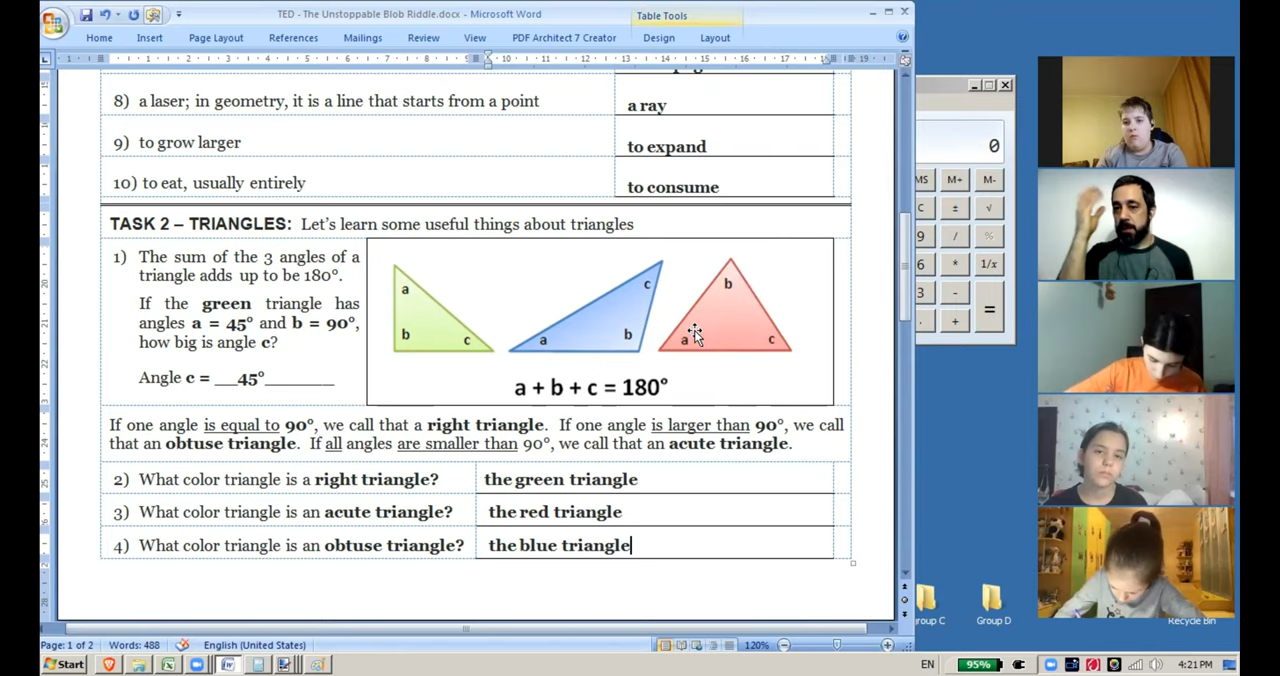 TED - The Unstoppable Blob Riddle.docx - Microsoft Word
Table Tools
Home Insert Page Layout References Mailings Review View PDF Architect 7 Creator Design Layout
8) a laser; in geometry, it is a line that starts from a point
a ray
9) to grow larger
to expand
10) to eat, usually entirely
to consume
TASK 2 – TRIANGLES: Let's learn some useful things about triangles
1) The sum of the 3 angles of a
triangle adds up to be 180°.
If the green triangle has
angles a = 45° and b = 90°,
how big is angle c?
Angle c = __45°_______
a
b
c
a
b
c
a
b
c
a + b + c = 180°
If one angle is equal to 90°, we call that a right triangle. If one angle is larger than 90°, we call
that an obtuse triangle. If all angles are smaller than 90°, we call that an acute triangle.
2) What color triangle is a right triangle?
the green triangle
3) What color triangle is an acute triangle?
the red triangle
4) What color triangle is an obtuse triangle?
the blue triangle
Page: 1 of 2 Words: 488 English (United States) 120%
0
MS M+ M-
C ± √
9 / %
6 * 1/x
3 - =
. +
Group C Group D Recycle Bin
Start EN 95% 4:21 PM